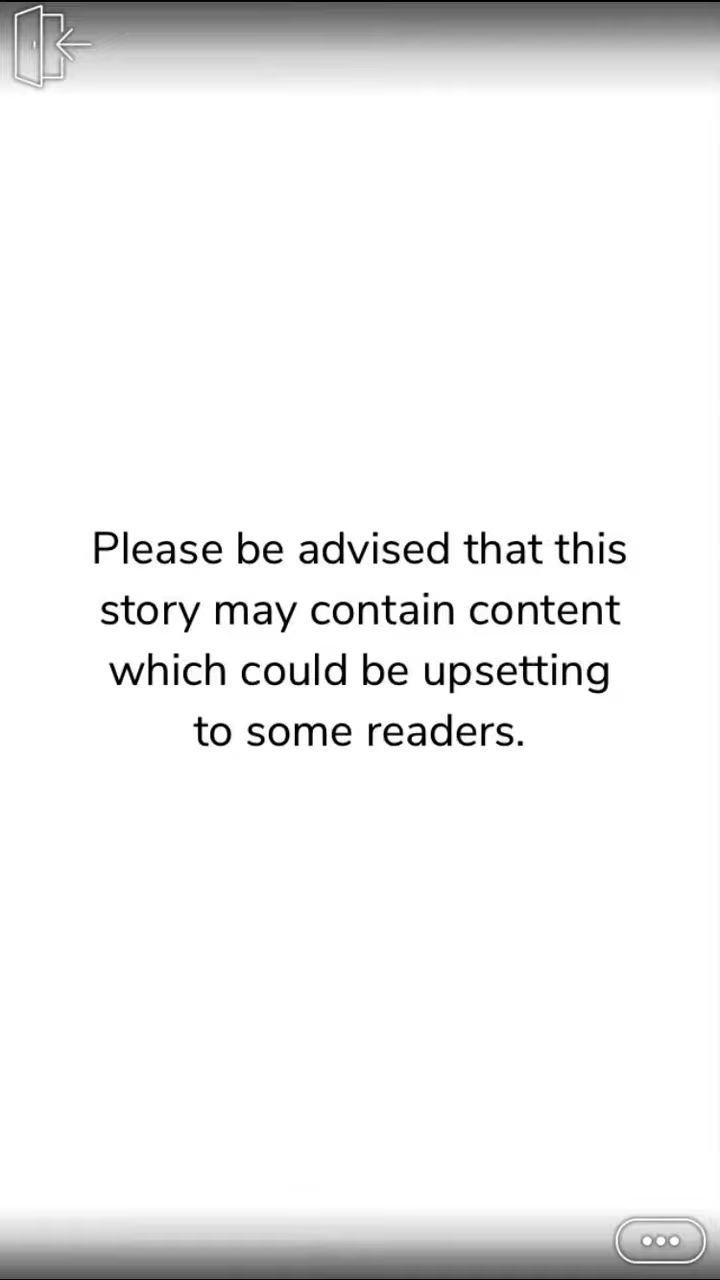 Please be advised that this
story may contain content
which could be upsetting
to some readers.